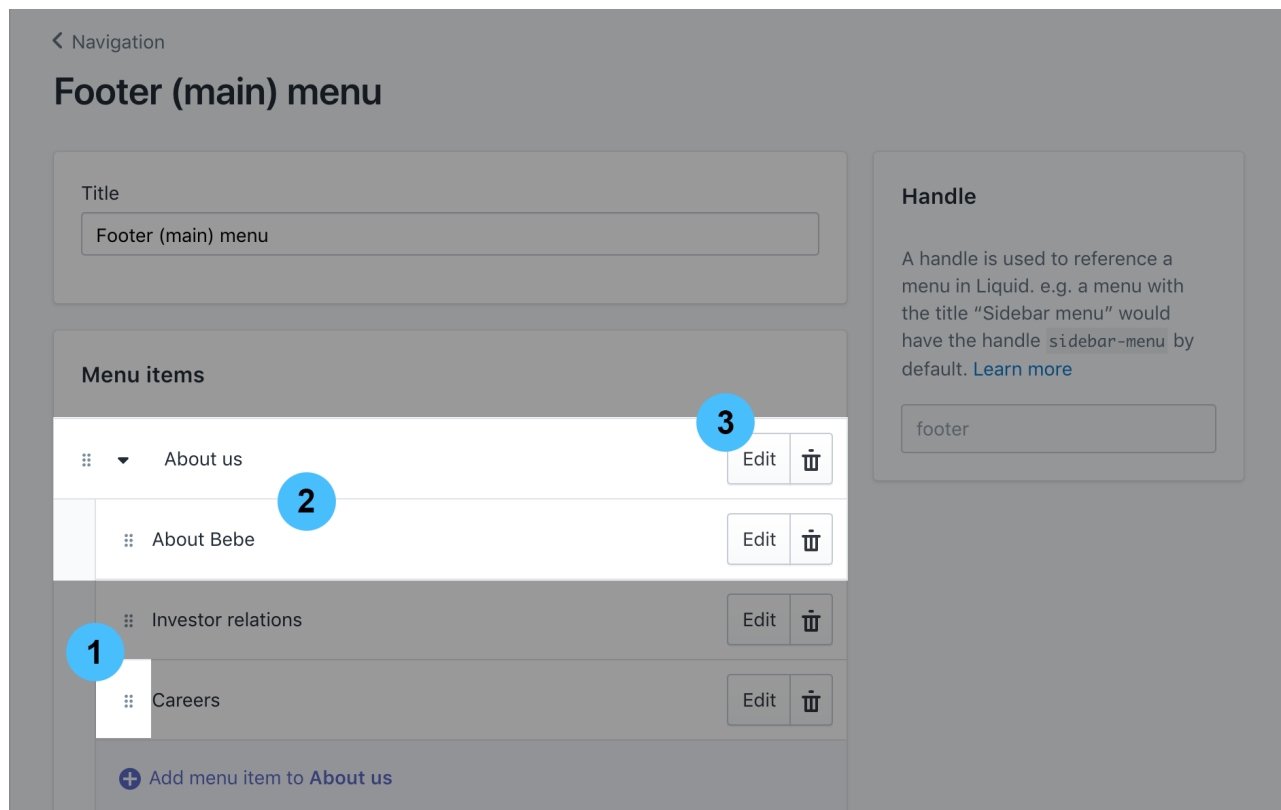 Navigation
Footer (main) menu
Title
Footer (main) menu
Handle
A handle is used to reference a
menu in Liquid. e.g. a menu with
the title “Sidebar menu” would
have the handle sidebar-menu by
default. Learn more
footer
Menu items
3
About us
Edit
2
About Bebe
Edit
Investor relations
Edit
1
Careers
Edit
Add menu item to About us